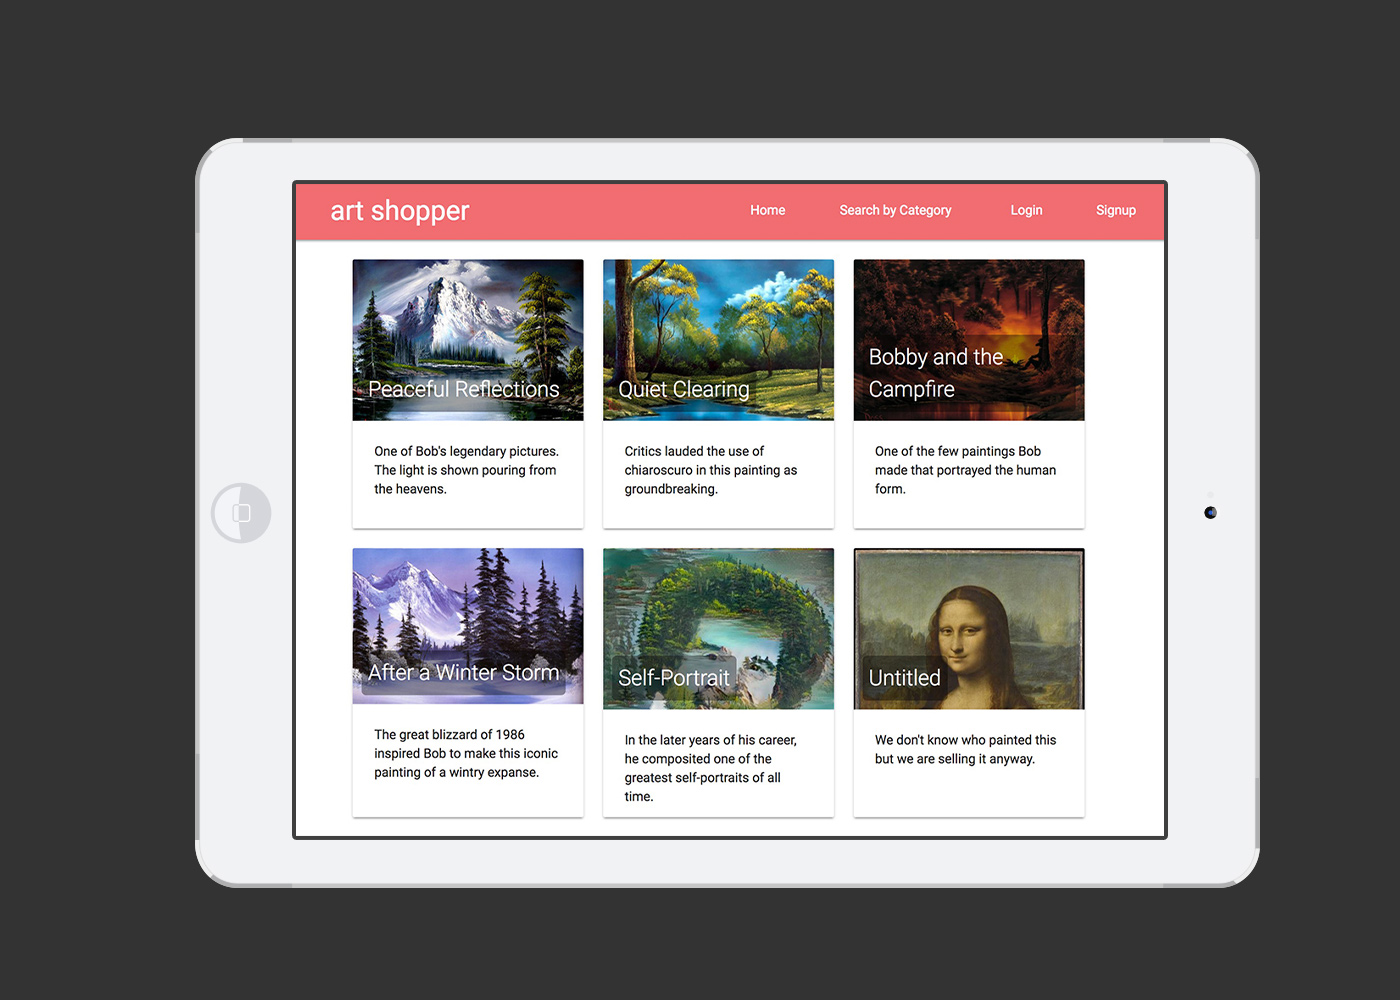 art shopper
Home
Search by Category
Login
Signup
Peaceful Reflections
Quiet Clearing
Bobby and the
Campfire
One of Bob's legendary pictures.
The light is shown pouring from
the heavens.
Critics lauded the use of
chiaroscuro in this painting as
groundbreaking.
One of the few paintings Bob
made that portrayed the human
form.
After a Winter Storm
Self-Portrait
Untitled
The great blizzard of 1986
inspired Bob to make this iconic
painting of a wintry expanse.
In the later years of his career,
he composited one of the
greatest self-portraits of all
time.
We don't know who painted this
but we are selling it anyway.